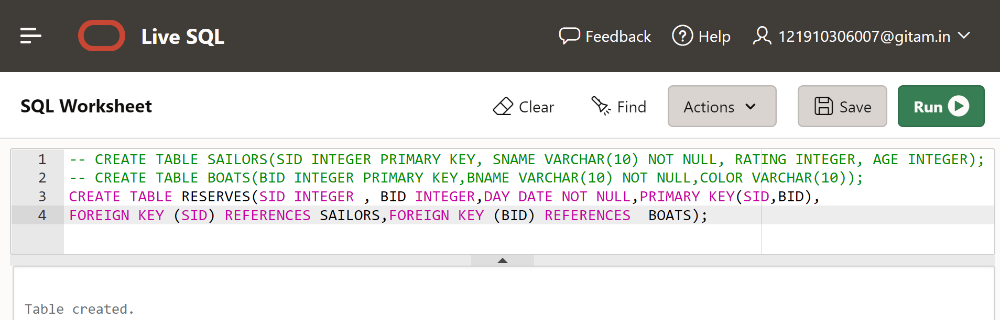 Live SQL
Feedback
Help
121910306007@gitam.in
SQL Worksheet
Clear
Find
Actions
Save
Run
1 -- CREATE TABLE SAILORS(SID INTEGER PRIMARY KEY, SNAME VARCHAR(10) NOT NULL, RATING INTEGER, AGE INTEGER);
2 -- CREATE TABLE BOATS(BID INTEGER PRIMARY KEY,BNAME VARCHAR(10) NOT NULL,COLOR VARCHAR(10));
3 CREATE TABLE RESERVES(SID INTEGER , BID INTEGER,DAY DATE NOT NULL,PRIMARY KEY(SID,BID),
4 FOREIGN KEY (SID) REFERENCES SAILORS,FOREIGN KEY (BID) REFERENCES  BOATS);
Table created.